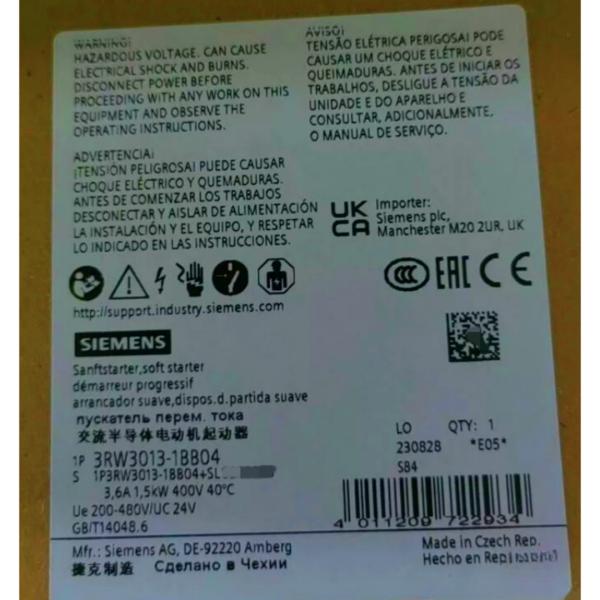 WARNING!
HAZARDOUS VOLTAGE. CAN CAUSE
ELECTRICAL SHOCK AND BURNS.
DISCONNECT POWER BEFORE
PROCEEDING WITH ANY WORK ON THIS
EQUIPMENT AND OBSERVE THE
OPERATING INSTRUCTIONS.
AVISO!
TENSÃO ELÉTRICA PERIGOSA! PODE
CAUSAR UM CHOQUE ELÉTRICO E
QUEIMADURAS. ANTES DE INICIAR OS
TRABALHOS, DESLIGUE A TENSÃO DA
UNIDADE E DO APARELHO E
CONSULTAR, ADICIONALMENTE,
O MANUAL DE SERVIÇO.
ADVERTENCIA¡
¡TENSIÓN PELIGROSA! PUEDE CAUSAR
CHOQUE ELÉCTRICO Y QUEMADURAS.
ANTES DE COMENZAR LOS TRABAJOS
DESCONECTAR Y AISLAR DE ALIMENTACIÓN
LA INSTALACIÓN Y EL EQUIPO, Y RESPETAR
LO INDICADO EN LAS INSTRUCCIONES.
UK
CA
Importer:
Siemens plc,
Manchester M20 2UR, UK
CCC EAC CE
http://support.industry.siemens.com
SIEMENS
Sanftstarter,soft starter
démarreur progressif
arrancador suave,dispos.d.partida suave
пускатель перем. тока
交流半导体电动机起动器
LO QTY: 1
230828 *E05*
S84
1P 3RW3013-1BB04
S 1P3RW3013-1BB04+SL
3,6A 1,5kW 400V 40°C
Ue 200-480V/UC 24V
GB/T14048.6
4 011209 722934
Mfr.: Siemens AG, DE-92220 Amberg
捷克制造 Сделано в Чехии
Made in Czech Rep.
Hecho en Rep